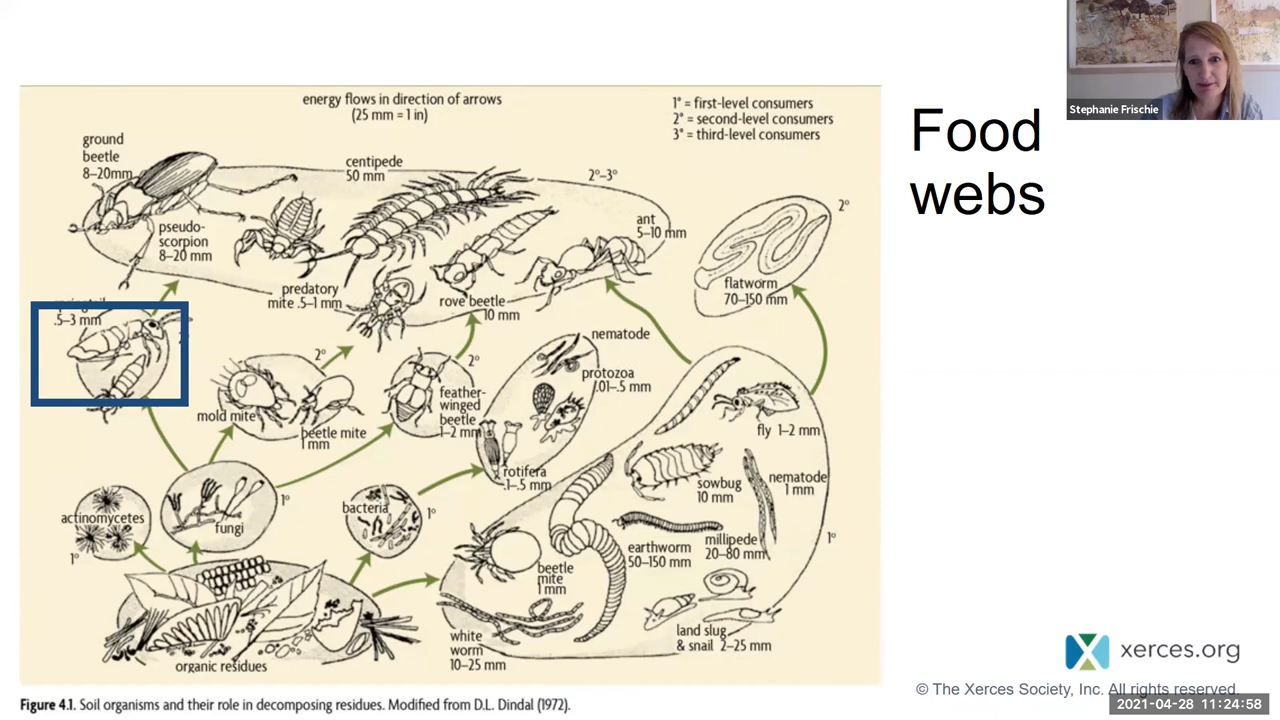 Stephanie Frischie
Food
webs
energy flows in direction of arrows
(25 mm = 1 in)
1° = first-level consumers
2° = second-level consumers
3° = third-level consumers
ground
beetle
8–20mm
centipede
50 mm
2°–3°
pseudo-
scorpion
8–20 mm
ant
5–10 mm
2°
predatory
mite .5–1 mm
rove beetle
10 mm
flatworm
70–150 mm
.5–3 mm
nematode
protozoa
.01–.5 mm
2°
2°
mold mite
beetle mite
1 mm
feather-
winged
beetle
1–2 mm
fly 1–2 mm
rotifera
.1–.5 mm
sowbug
10 mm
nematode
1 mm
actinomycetes
1°
fungi
1°
bacteria
1°
earthworm
50–150 mm
millipede
20–80 mm
1°
beetle
mite
1 mm
white
worm
10–25 mm
land slug
& snail 2–25 mm
organic residues
Figure 4.1. Soil organisms and their role in decomposing residues. Modified from D.L. Dindal (1972).
xerces.org
© The Xerces Society, Inc. All rights reserved.
2021-04-28 11:24:58